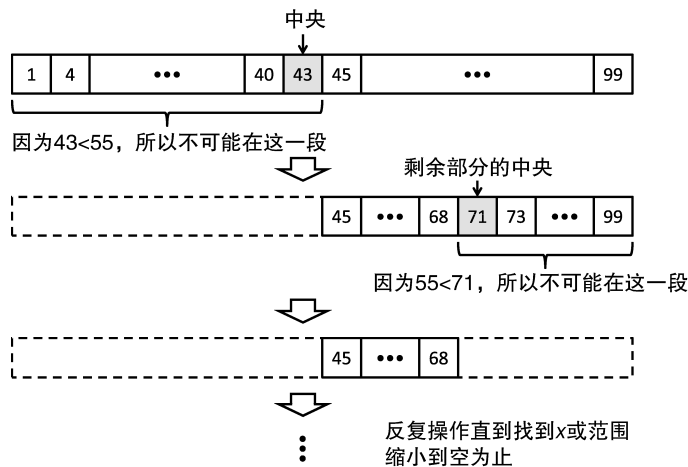 中央
1 4 ••• 40 43 45 ••• 99
因为43<55，所以不可能在这一段
剩余部分的中央
45 ••• 68 71 73 ••• 99
因为55<71，所以不可能在这一段
45 ••• 68
反复操作直到找到x或范围
缩小到空为止